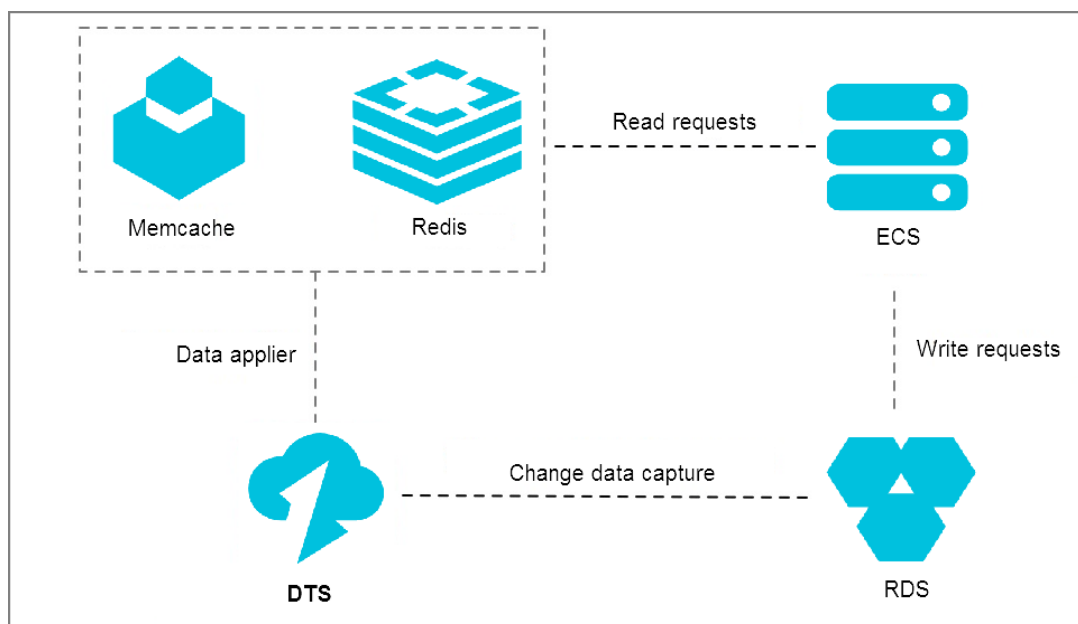 Memcache
Redis
Read requests
ECS
Data applier
Write requests
Change data capture
DTS
RDS